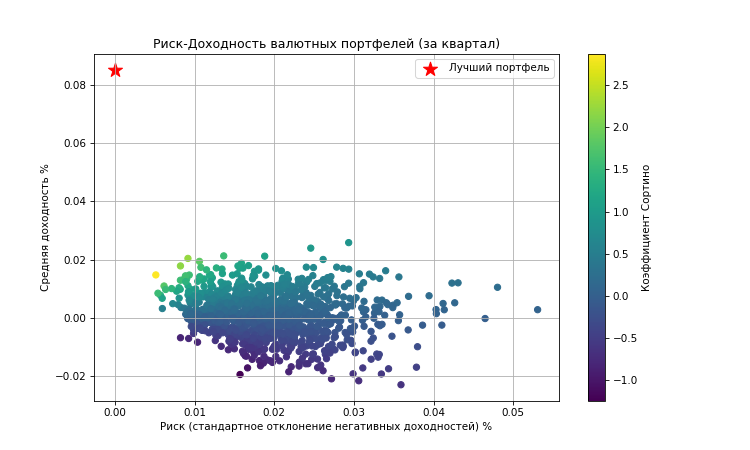 Риск-Доходность валютных портфелей (за квартал)
Лучший портфель
Средняя доходность %
0.08
0.06
0.04
0.02
0.00
−0.02
0.00 0.01 0.02 0.03 0.04 0.05
Риск (стандартное отклонение негативных доходностей) %
2.5
2.0
1.5
1.0
0.5
0.0
−0.5
−1.0
Коэффициент Сортино